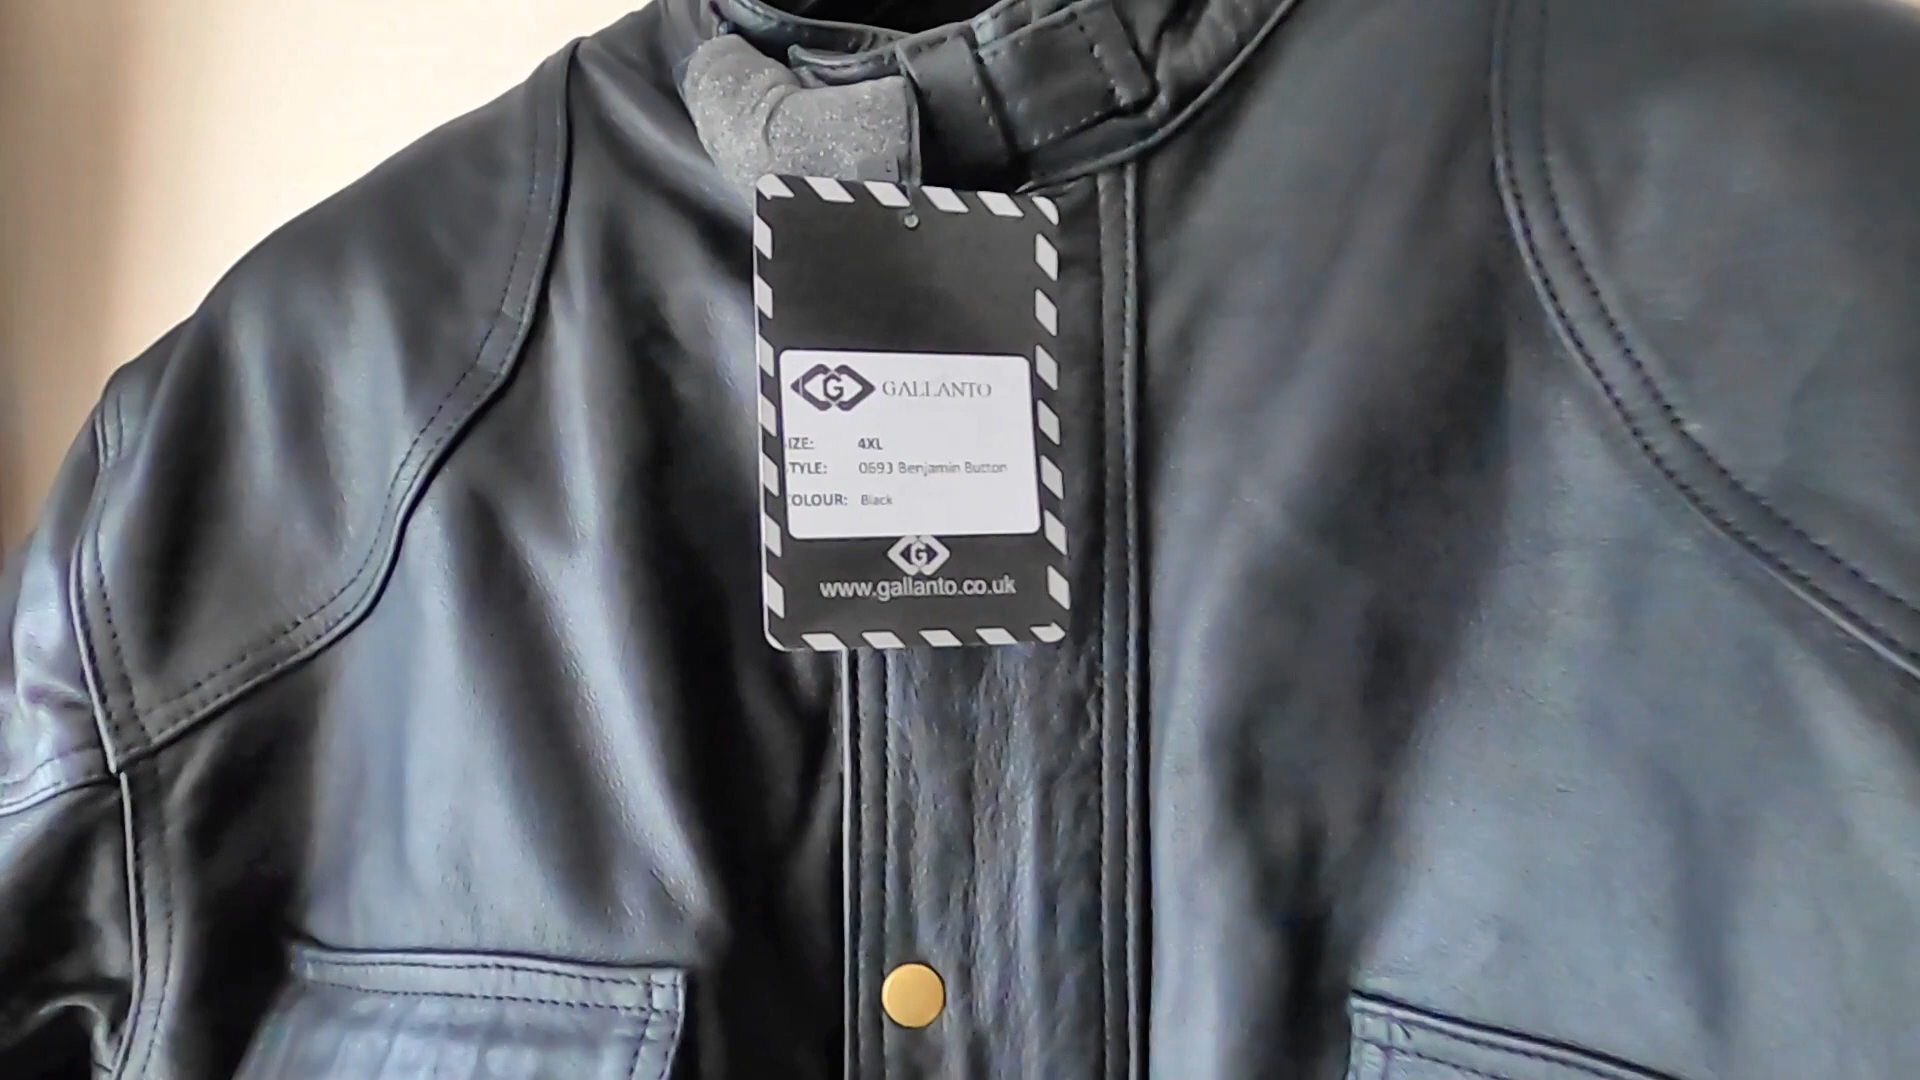 G GALLANTO
IZE: 4XL
TYLE: 0693 Benjamin Button
OLOUR: Black
G
www.gallanto.co.uk